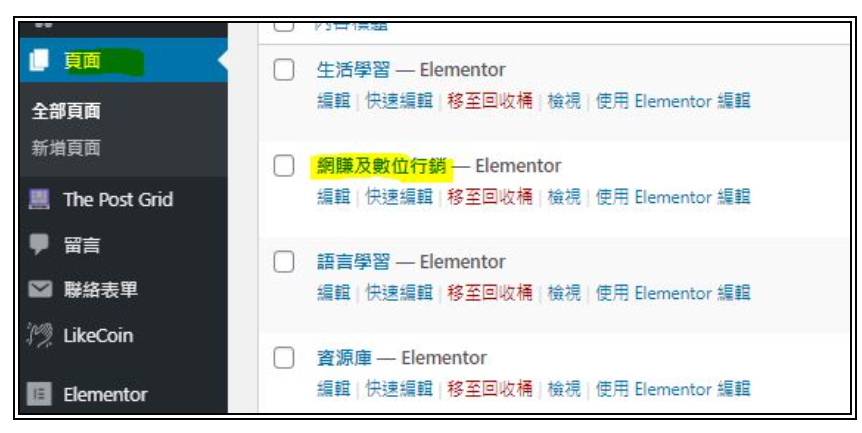 頁面
全部頁面
新增頁面
The Post Grid
留言
聯絡表單
LikeCoin
Elementor
生活學習 — Elementor
編輯 | 快速編輯 | 移至回收桶 | 檢視 | 使用 Elementor 編輯
網賺及數位行銷 — Elementor
編輯 | 快速編輯 | 移至回收桶 | 檢視 | 使用 Elementor 編輯
語言學習 — Elementor
編輯 | 快速編輯 | 移至回收桶 | 檢視 | 使用 Elementor 編輯
資源庫 — Elementor
編輯 | 快速編輯 | 移至回收桶 | 檢視 | 使用 Elementor 編輯